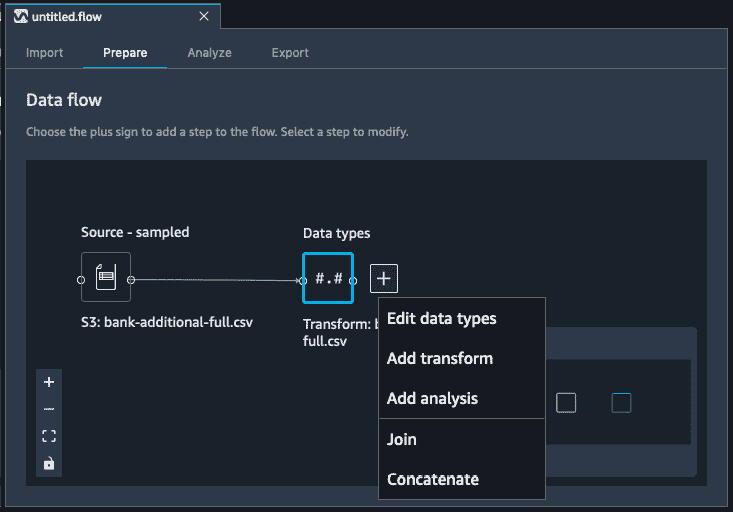 untitled.flow
Import Prepare Analyze Export
Data flow
Choose the plus sign to add a step to the flow. Select a step to modify.
Source - sampled
Data types
#.#
S3: bank-additional-full.csv
Transform:
full.csv
Edit data types
Add transform
Add analysis
Join
Concatenate